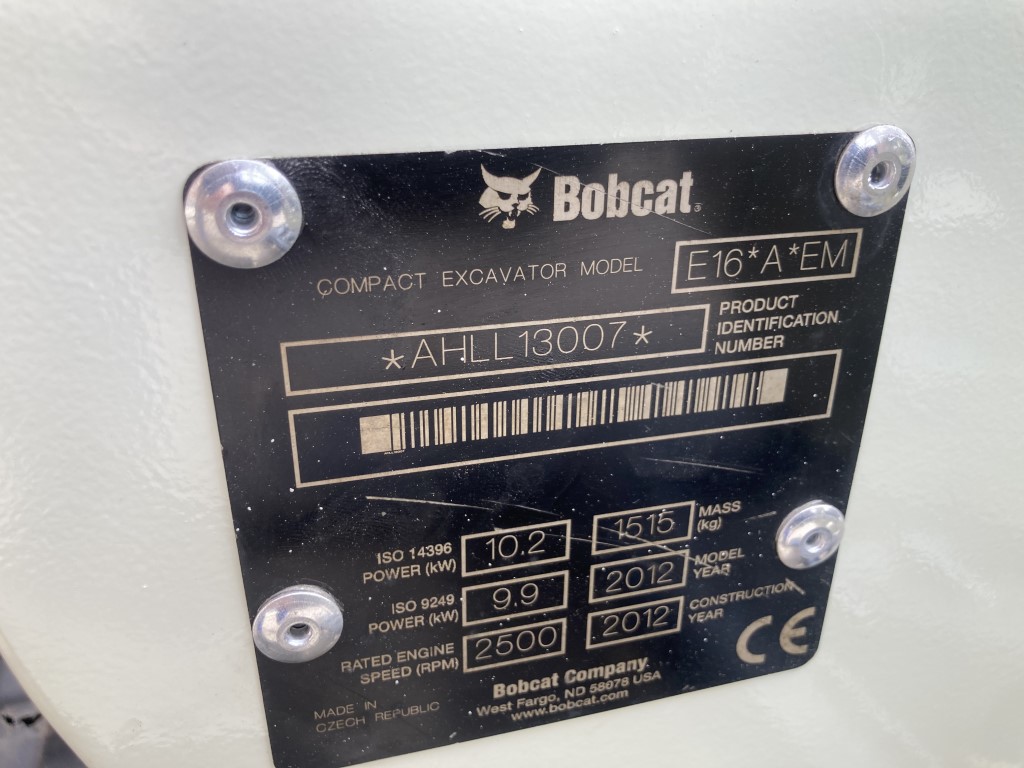 Bobcat®
COMPACT EXCAVATOR MODEL E16*A*EM
*AHLL13007* PRODUCT
IDENTIFICATION
NUMBER
ISO 14396
POWER (kW) 10.2
1515 MASS
(kg)
ISO 9249
POWER (kW) 9.9
2012 MODEL
YEAR
RATED ENGINE
SPEED (RPM) 2500
2012 CONSTRUCTION
YEAR
CE
MADE IN
CZECH REPUBLIC
Bobcat Company
West Fargo, ND 58078 USA
www.bobcat.com